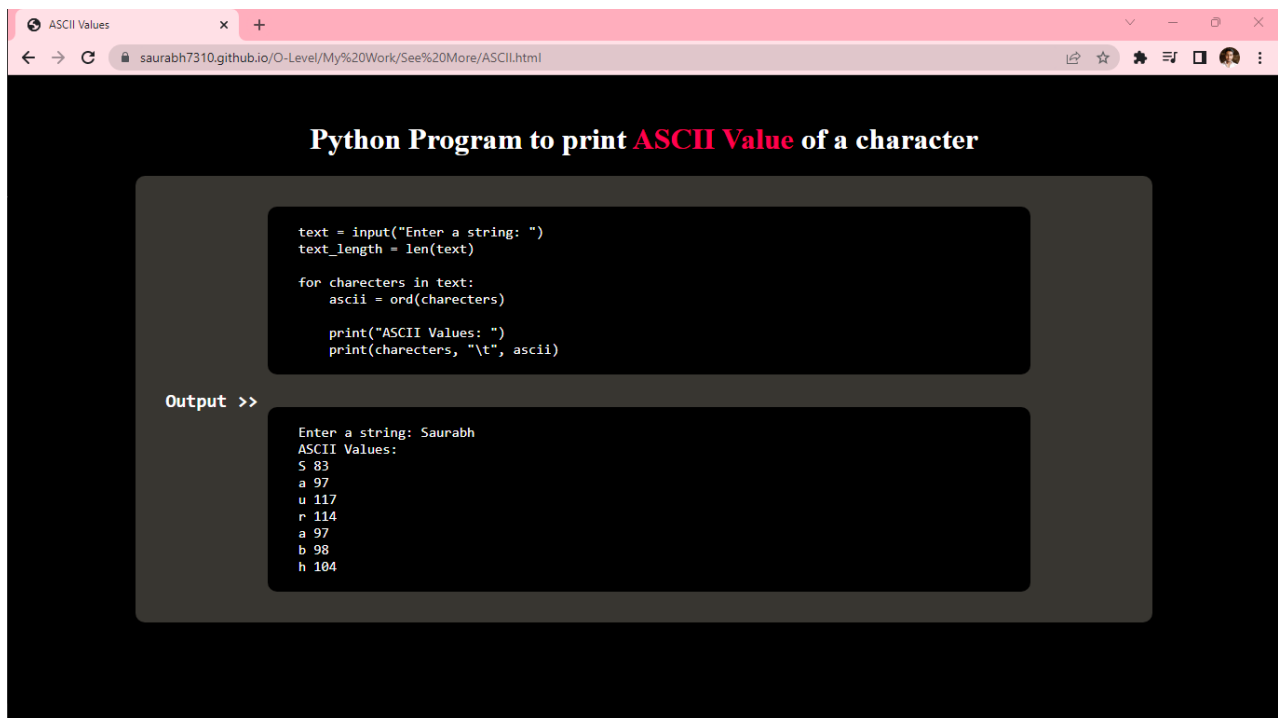 ASCII Values
saurabh7310.github.io/O-Level/My%20Work/See%20More/ASCII.html
Python Program to print ASCII Value of a character
text = input("Enter a string: ")
text_length = len(text)
for charecters in text:
    ascii = ord(charecters)
    print("ASCII Values: ")
    print(charecters, "\t", ascii)
Output >>
Enter a string: Saurabh
ASCII Values:
S 83
a 97
u 117
r 114
a 97
b 98
h 104